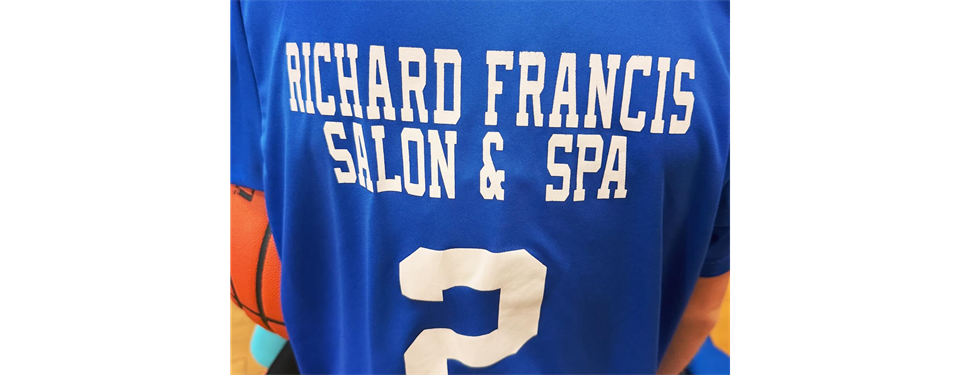 RICHARD FRANCIS
SALON & SPA
2